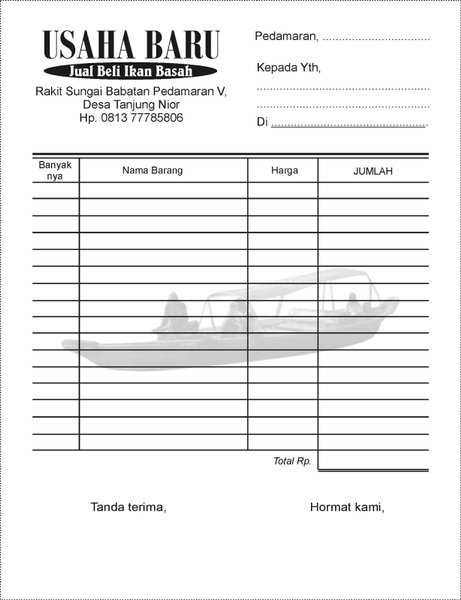 USAHA BARU
Jual Beli Ikan Basah
Rakit Sungai Babatan Pedamaran V,
Desa Tanjung Nior
Hp. 0813 77785806
Pedamaran, ............................
Kepada Yth,
.............................................
.............................................
Di .........................................
Banyak nya Nama Barang Harga JUMLAH
Total Rp.
Tanda terima, Hormat kami,